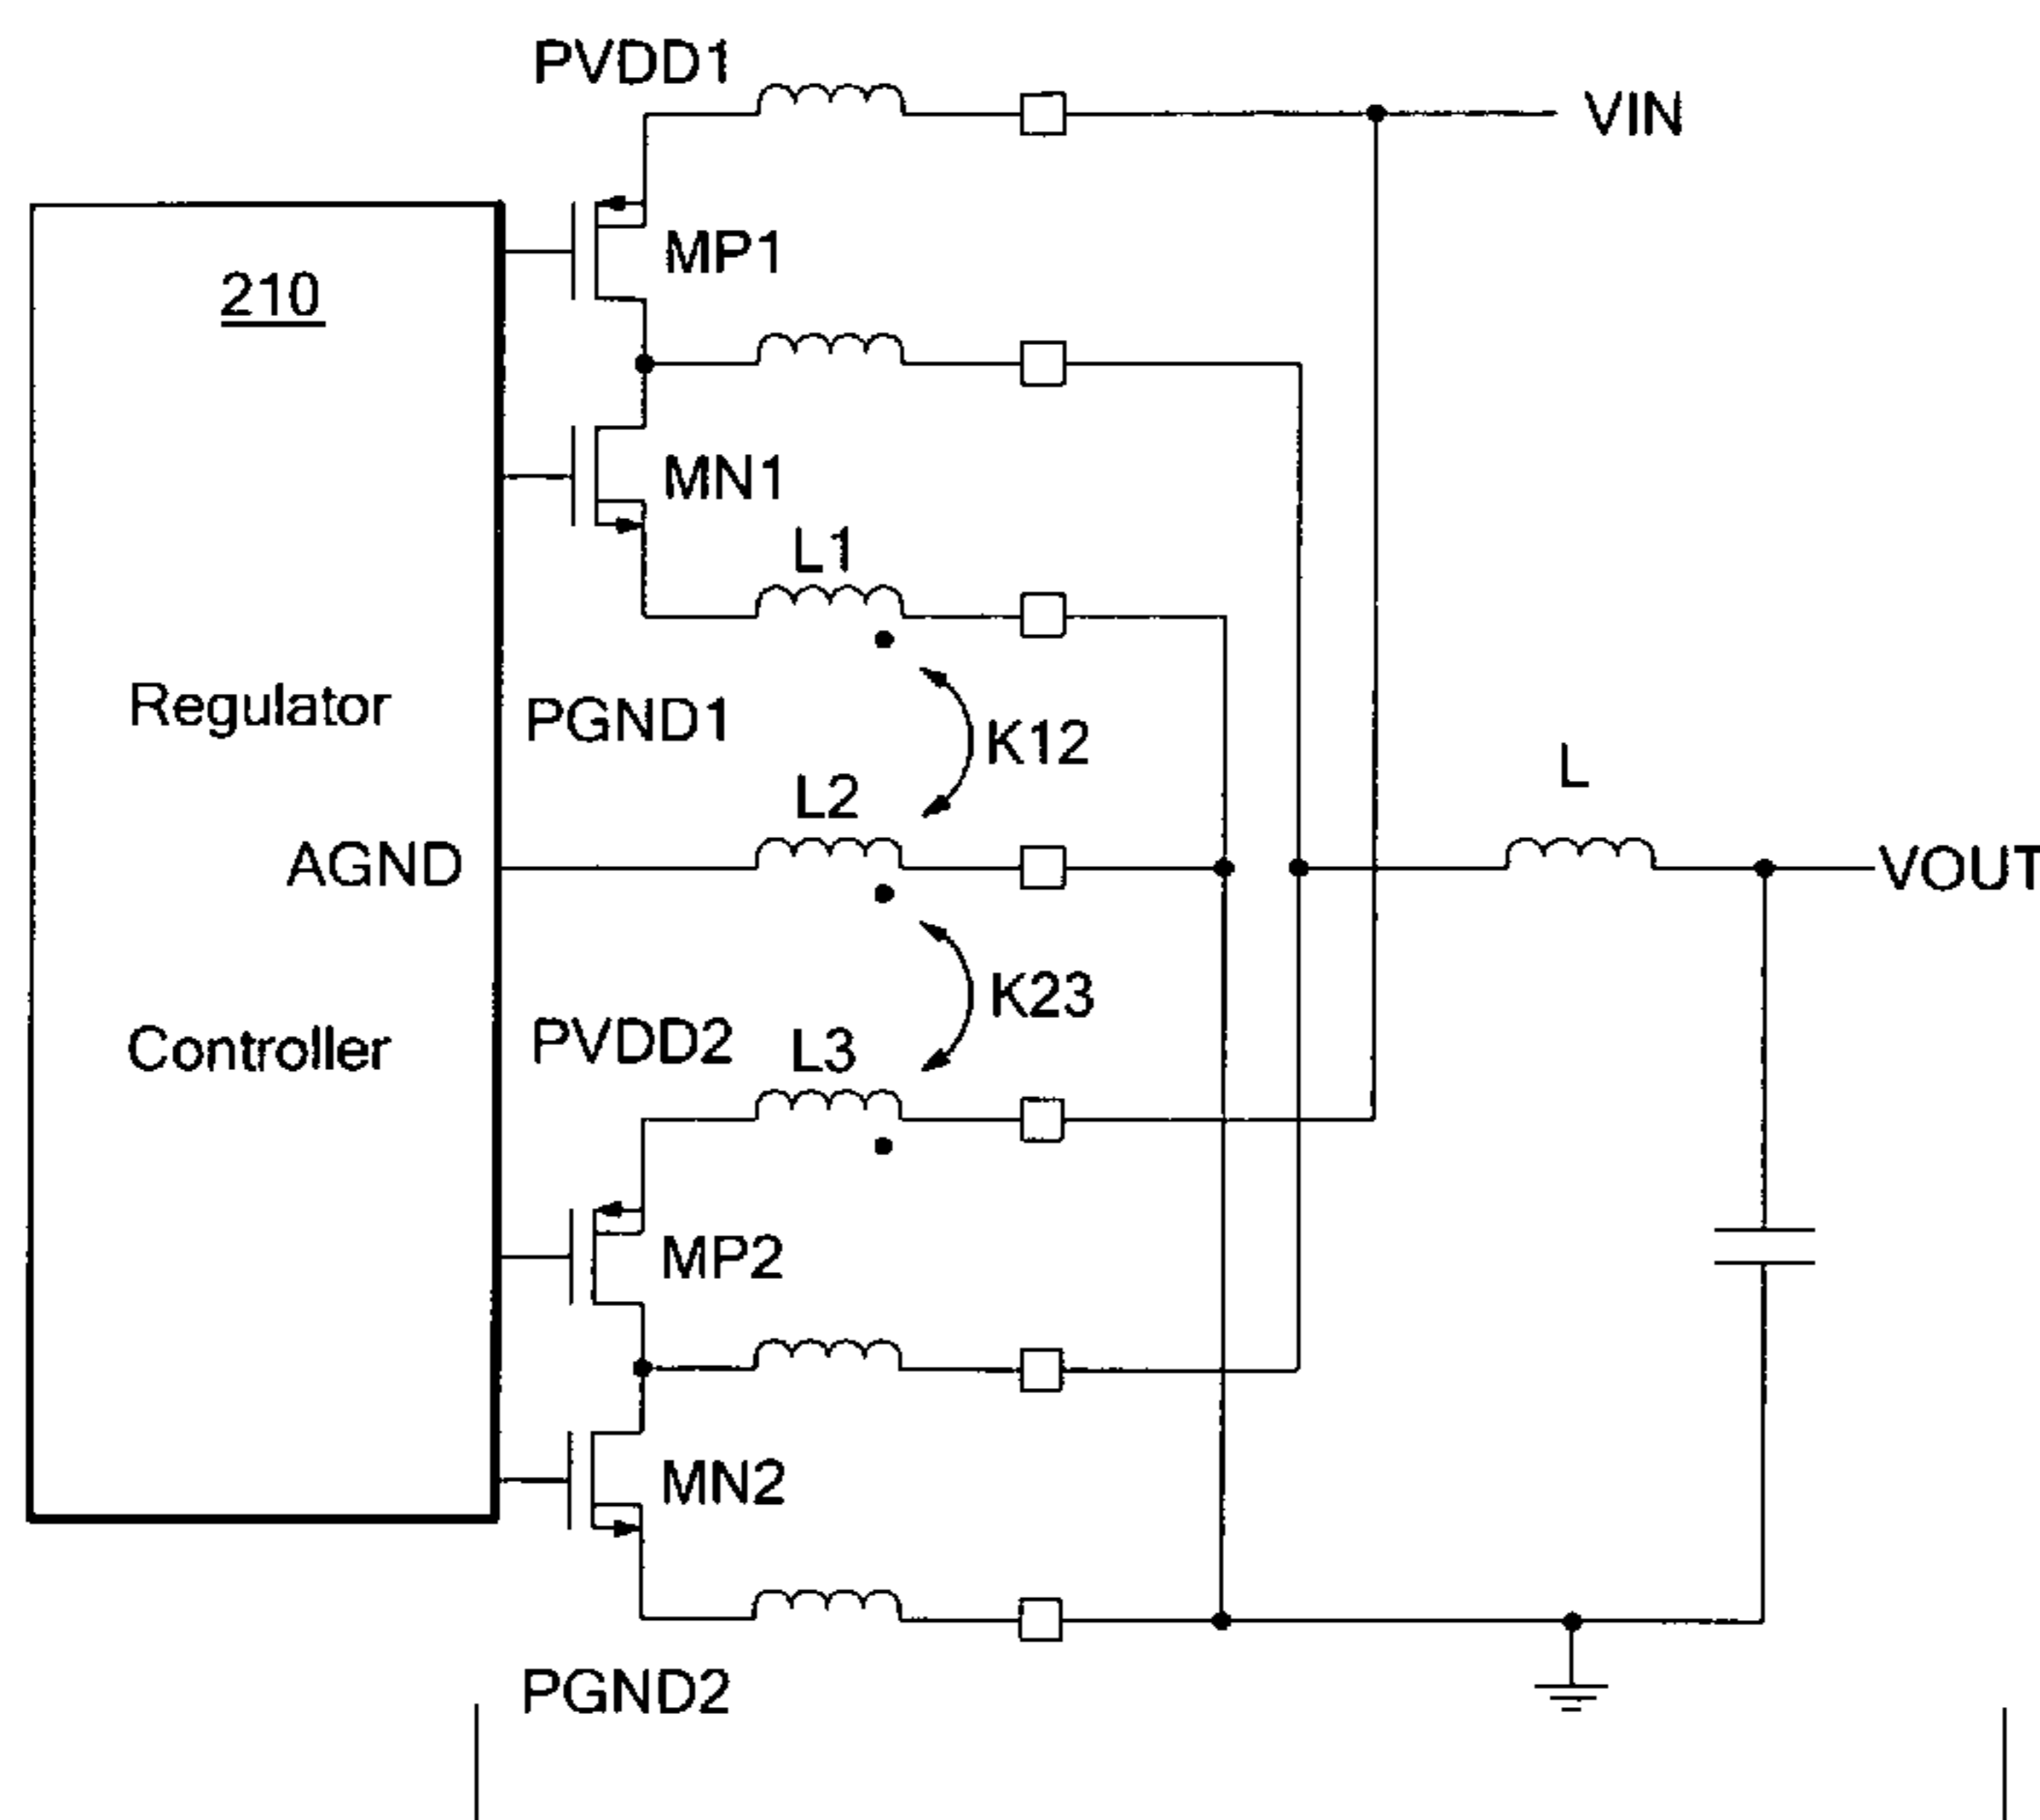 PVDD1
VIN
MP1
210
MN1
L1
Regulator
PGND1
K12
L
L2
AGND
VOUT
K23
PVDD2
L3
Controller
MP2
MN2
PGND2